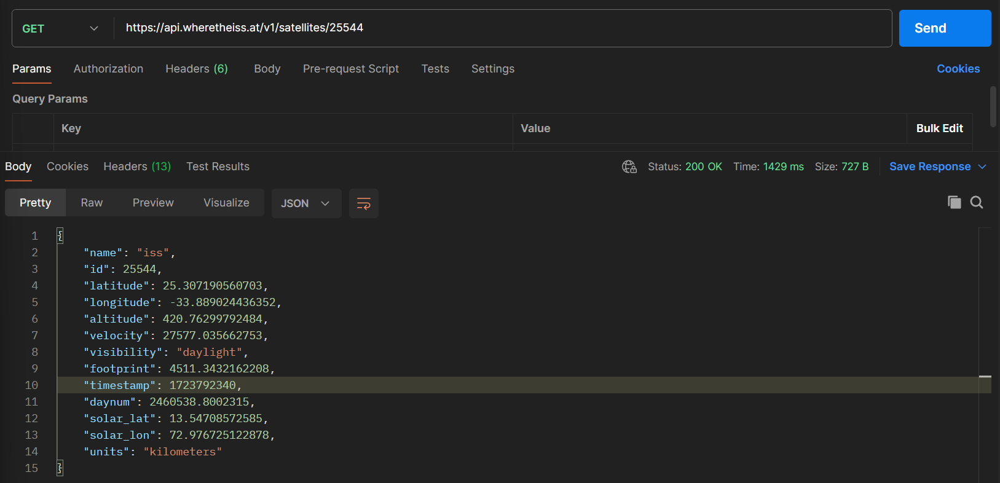 GET https://api.wheretheiss.at/v1/satellites/25544 Send
Params Authorization Headers (6) Body Pre-request Script Tests Settings Cookies
Query Params
Key Value Bulk Edit
Body Cookies Headers (13) Test Results Status: 200 OK Time: 1429 ms Size: 727 B Save Response
Pretty Raw Preview Visualize JSON
1 {
2 "name": "iss",
3 "id": 25544,
4 "latitude": 25.307190560703,
5 "longitude": -33.889024436352,
6 "altitude": 420.76299792484,
7 "velocity": 27577.035662753,
8 "visibility": "daylight",
9 "footprint": 4511.3432162208,
10 "timestamp": 1723792340,
11 "daynum": 2460538.8002315,
12 "solar_lat": 13.54708572585,
13 "solar_lon": 72.976725122878,
14 "units": "kilometers"
15 }